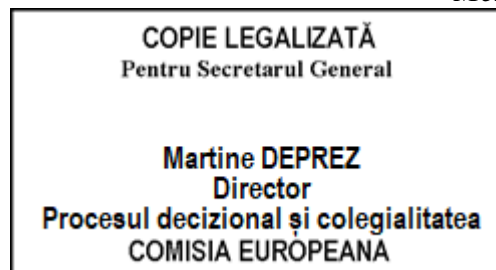 COPIE LEGALIZATĂ
Pentru Secretarul General
Martine DEPREZ
Director
Procesul decizional și colegialitatea
COMISIA EUROPEANA